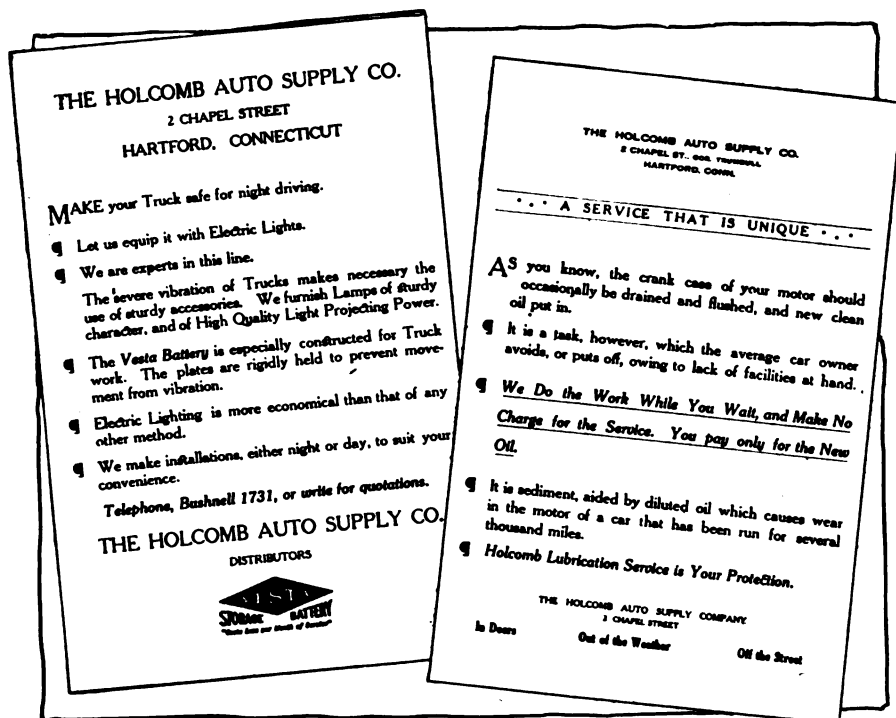 THE HOLCOMB AUTO SUPPLY CO.
2 CHAPEL STREET
HARTFORD, CONNECTICUT
MAKE your Truck safe for night driving.
¶ Let us equip it with Electric Lights.
¶ We are experts in this line.
The severe vibration of Trucks makes necessary the
use of sturdy accessories. We furnish Lamps of sturdy
character, and of High Quality Light Projecting Power.
¶ The Vesta Battery is especially constructed for Truck
work. The plates are rigidly held to prevent move-
ment from vibration.
¶ Electric Lighting is more economical than that of any
other method.
¶ We make installations, either night or day, to suit your
convenience.
Telephone, Bushnell 1731, or write for quotations.
THE HOLCOMB AUTO SUPPLY CO.
DISTRIBUTORS
VESTA
STORAGE BATTERY
THE HOLCOMB AUTO SUPPLY CO.
2 CHAPEL ST., COR. TRUMBULL
HARTFORD, CONN.
· · · A SERVICE THAT IS UNIQUE · · ·
AS you know, the crank case of your motor should
occasionally be drained and flushed, and new clean
oil put in.
¶ It is a task, however, which the average car owner
avoids, or puts off, owing to lack of facilities at hand.
¶ We Do the Work While You Wait, and Make No
Charge for the Service. You pay only for the New
Oil.
¶ It is sediment, aided by diluted oil which causes wear
in the motor of a car that has been run for several
thousand miles.
¶ Holcomb Lubrication Service is Your Protection.
THE HOLCOMB AUTO SUPPLY COMPANY
2 CHAPEL STREET
In Doors Out of the Weather Off the Street